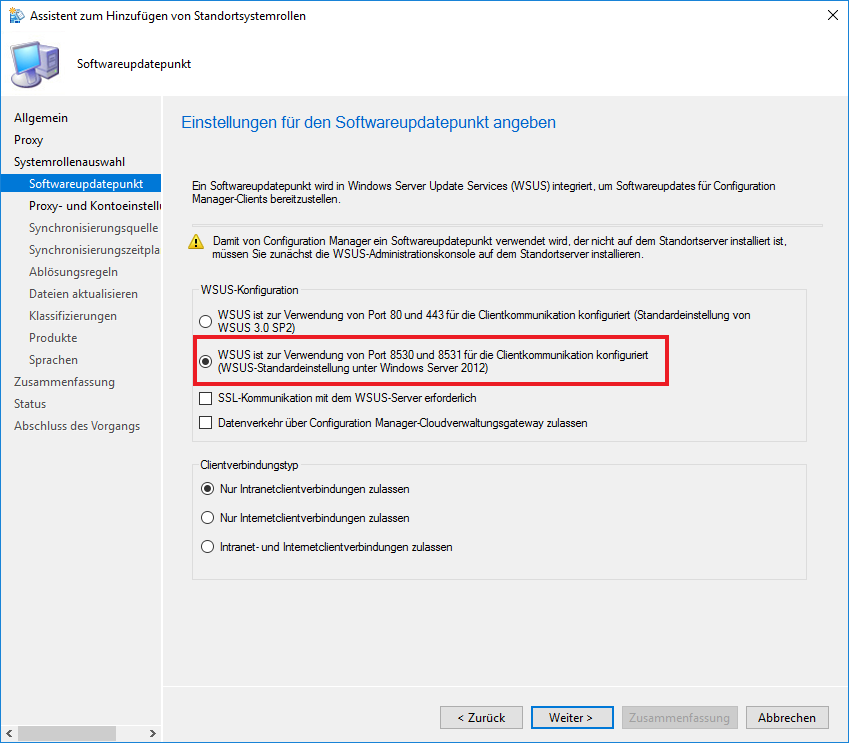 Assistent zum Hinzufügen von Standortsystemrollen
Softwareupdatepunkt
Allgemein
Proxy
Systemrollenauswahl
Softwareupdatepunkt
Proxy- und Kontoeinstellu
Synchronisierungsquelle
Synchronisierungszeitpla
Ablösungsregeln
Dateien aktualisieren
Klassifizierungen
Produkte
Sprachen
Zusammenfassung
Status
Abschluss des Vorgangs
Einstellungen für den Softwareupdatepunkt angeben
Ein Softwareupdatepunkt wird in Windows Server Update Services (WSUS) integriert, um Softwareupdates für Configuration
Manager-Clients bereitzustellen.
Damit von Configuration Manager ein Softwareupdatepunkt verwendet wird, der nicht auf dem Standortserver installiert ist,
müssen Sie zunächst die WSUS-Administrationskonsole auf dem Standortserver installieren.
WSUS-Konfiguration
WSUS ist zur Verwendung von Port 80 und 443 für die Clientkommunikation konfiguriert (Standardeinstellung von
WSUS 3.0 SP2)
WSUS ist zur Verwendung von Port 8530 und 8531 für die Clientkommunikation konfiguriert
(WSUS-Standardeinstellung unter Windows Server 2012)
SSL-Kommunikation mit dem WSUS-Server erforderlich
Datenverkehr über Configuration Manager-Cloudverwaltungsgateway zulassen
Clientverbindungstyp
Nur Intranetclientverbindungen zulassen
Nur Internetclientverbindungen zulassen
Intranet- und Internetclientverbindungen zulassen
< Zurück
Weiter >
Zusammenfassung
Abbrechen